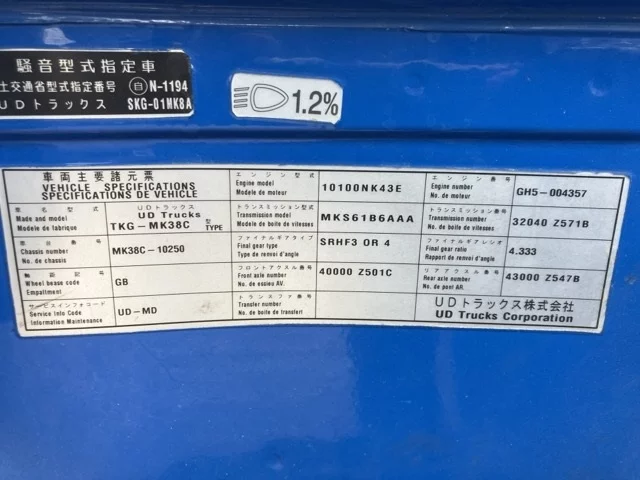 騒音型式指定車
土交通省型式指定番号 自 N-1194
UDトラックス SKG-01MK8A
1.2%
車両主要諸元票
VEHICLE SPECIFICATIONS
SPECIFICATIONS DE VEHICLE
車名型式
Made and model
Modele de fabrique
UDトラックス
UD Trucks
TKG-MK38C 型式 TYPE
車台番号
Chassis number
No. de chassis
MK38C-10250
軸距記号
Wheel base code
Empattment
GB
サービスインフォコード
Service Info Code
Information Maintenance
UD-MD
エンジン型式
Engine model
Modele de moteur
10100NK43E
トランスミッション型式
Transmission model
Modele de boite de vitesses
MKS61B6AAA
ファイナルギアタイプ
Final gear type
Type de renvoi d'angle
SRHF3 OR 4
フロントアクスル番号
Front axle number
No. de essieu AV.
40000 Z501C
トランスファ番号
Transfer number
No. de boite de transfert
エンジン番号
Engine number
No. de moteur
GH5-004357
トランスミッション番号
Transmission number
No. de boite de vitesses
32040 Z571B
ファイナルギアレシオ
Final gear ratio
Rapport de renvoi d'angle
4.333
リアアクスル番号
Rear axle number
No. de pont AR.
43000 Z547B
UDトラックス株式会社
UD Trucks Corporation